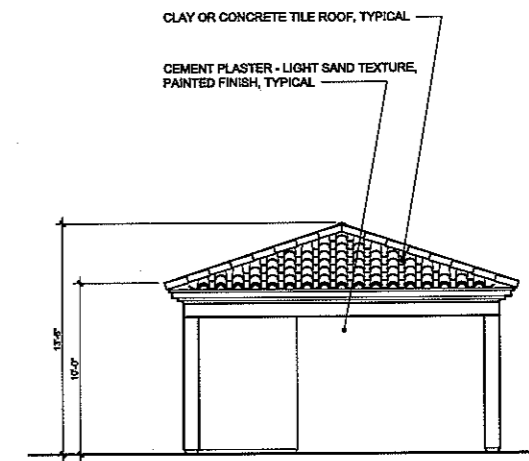 CLAY OR CONCRETE TILE ROOF, TYPICAL
CEMENT PLASTER - LIGHT SAND TEXTURE,
PAINTED FINISH, TYPICAL
13'-6"
10'-0"